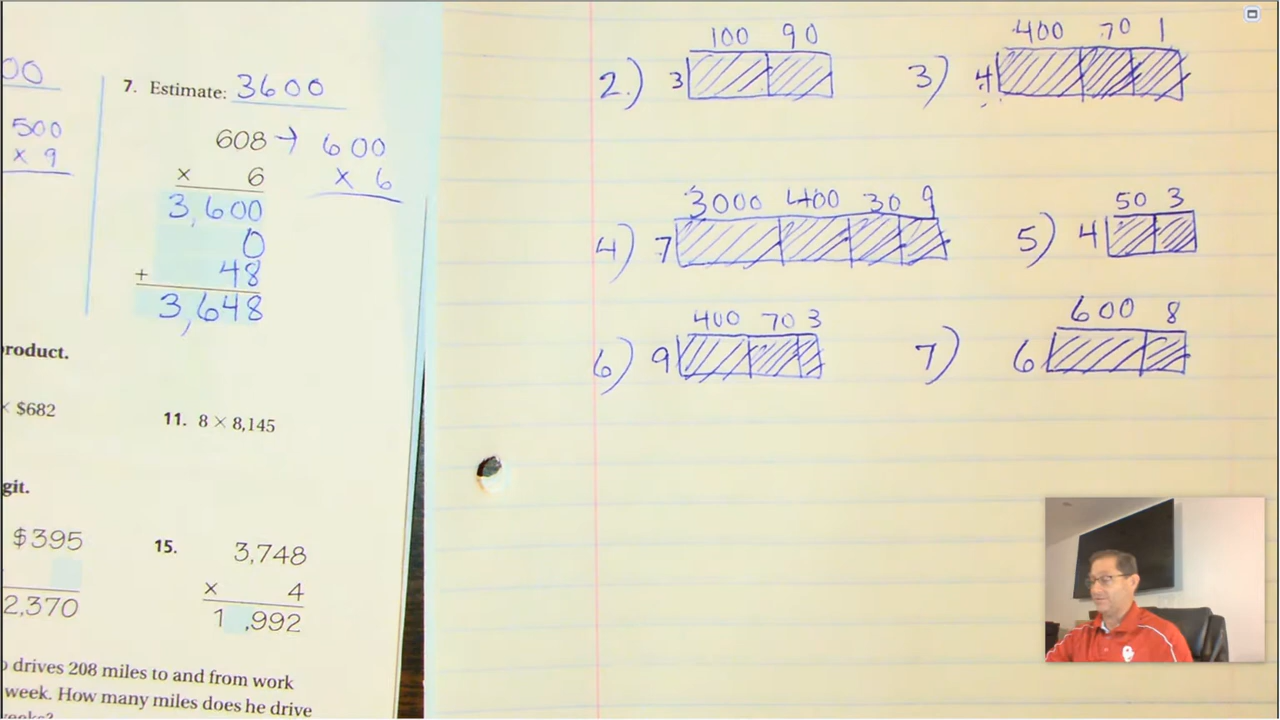 00
500
× 9
7. Estimate: 3600
608 → 600
× 6
× 6
3,600
0
+ 48
3,648
roduct.
× $682
11. 8 × 8,145
git.
$395
2,370
15. 3,748
× 4
1 ,992
drives 208 miles to and from work
week. How many miles does he drive
100 90
2.) 3
400 70 1
3) 4
3000 400 30 9
4) 7
50 3
5) 4
400 70 3
6) 9
600 8
7) 6